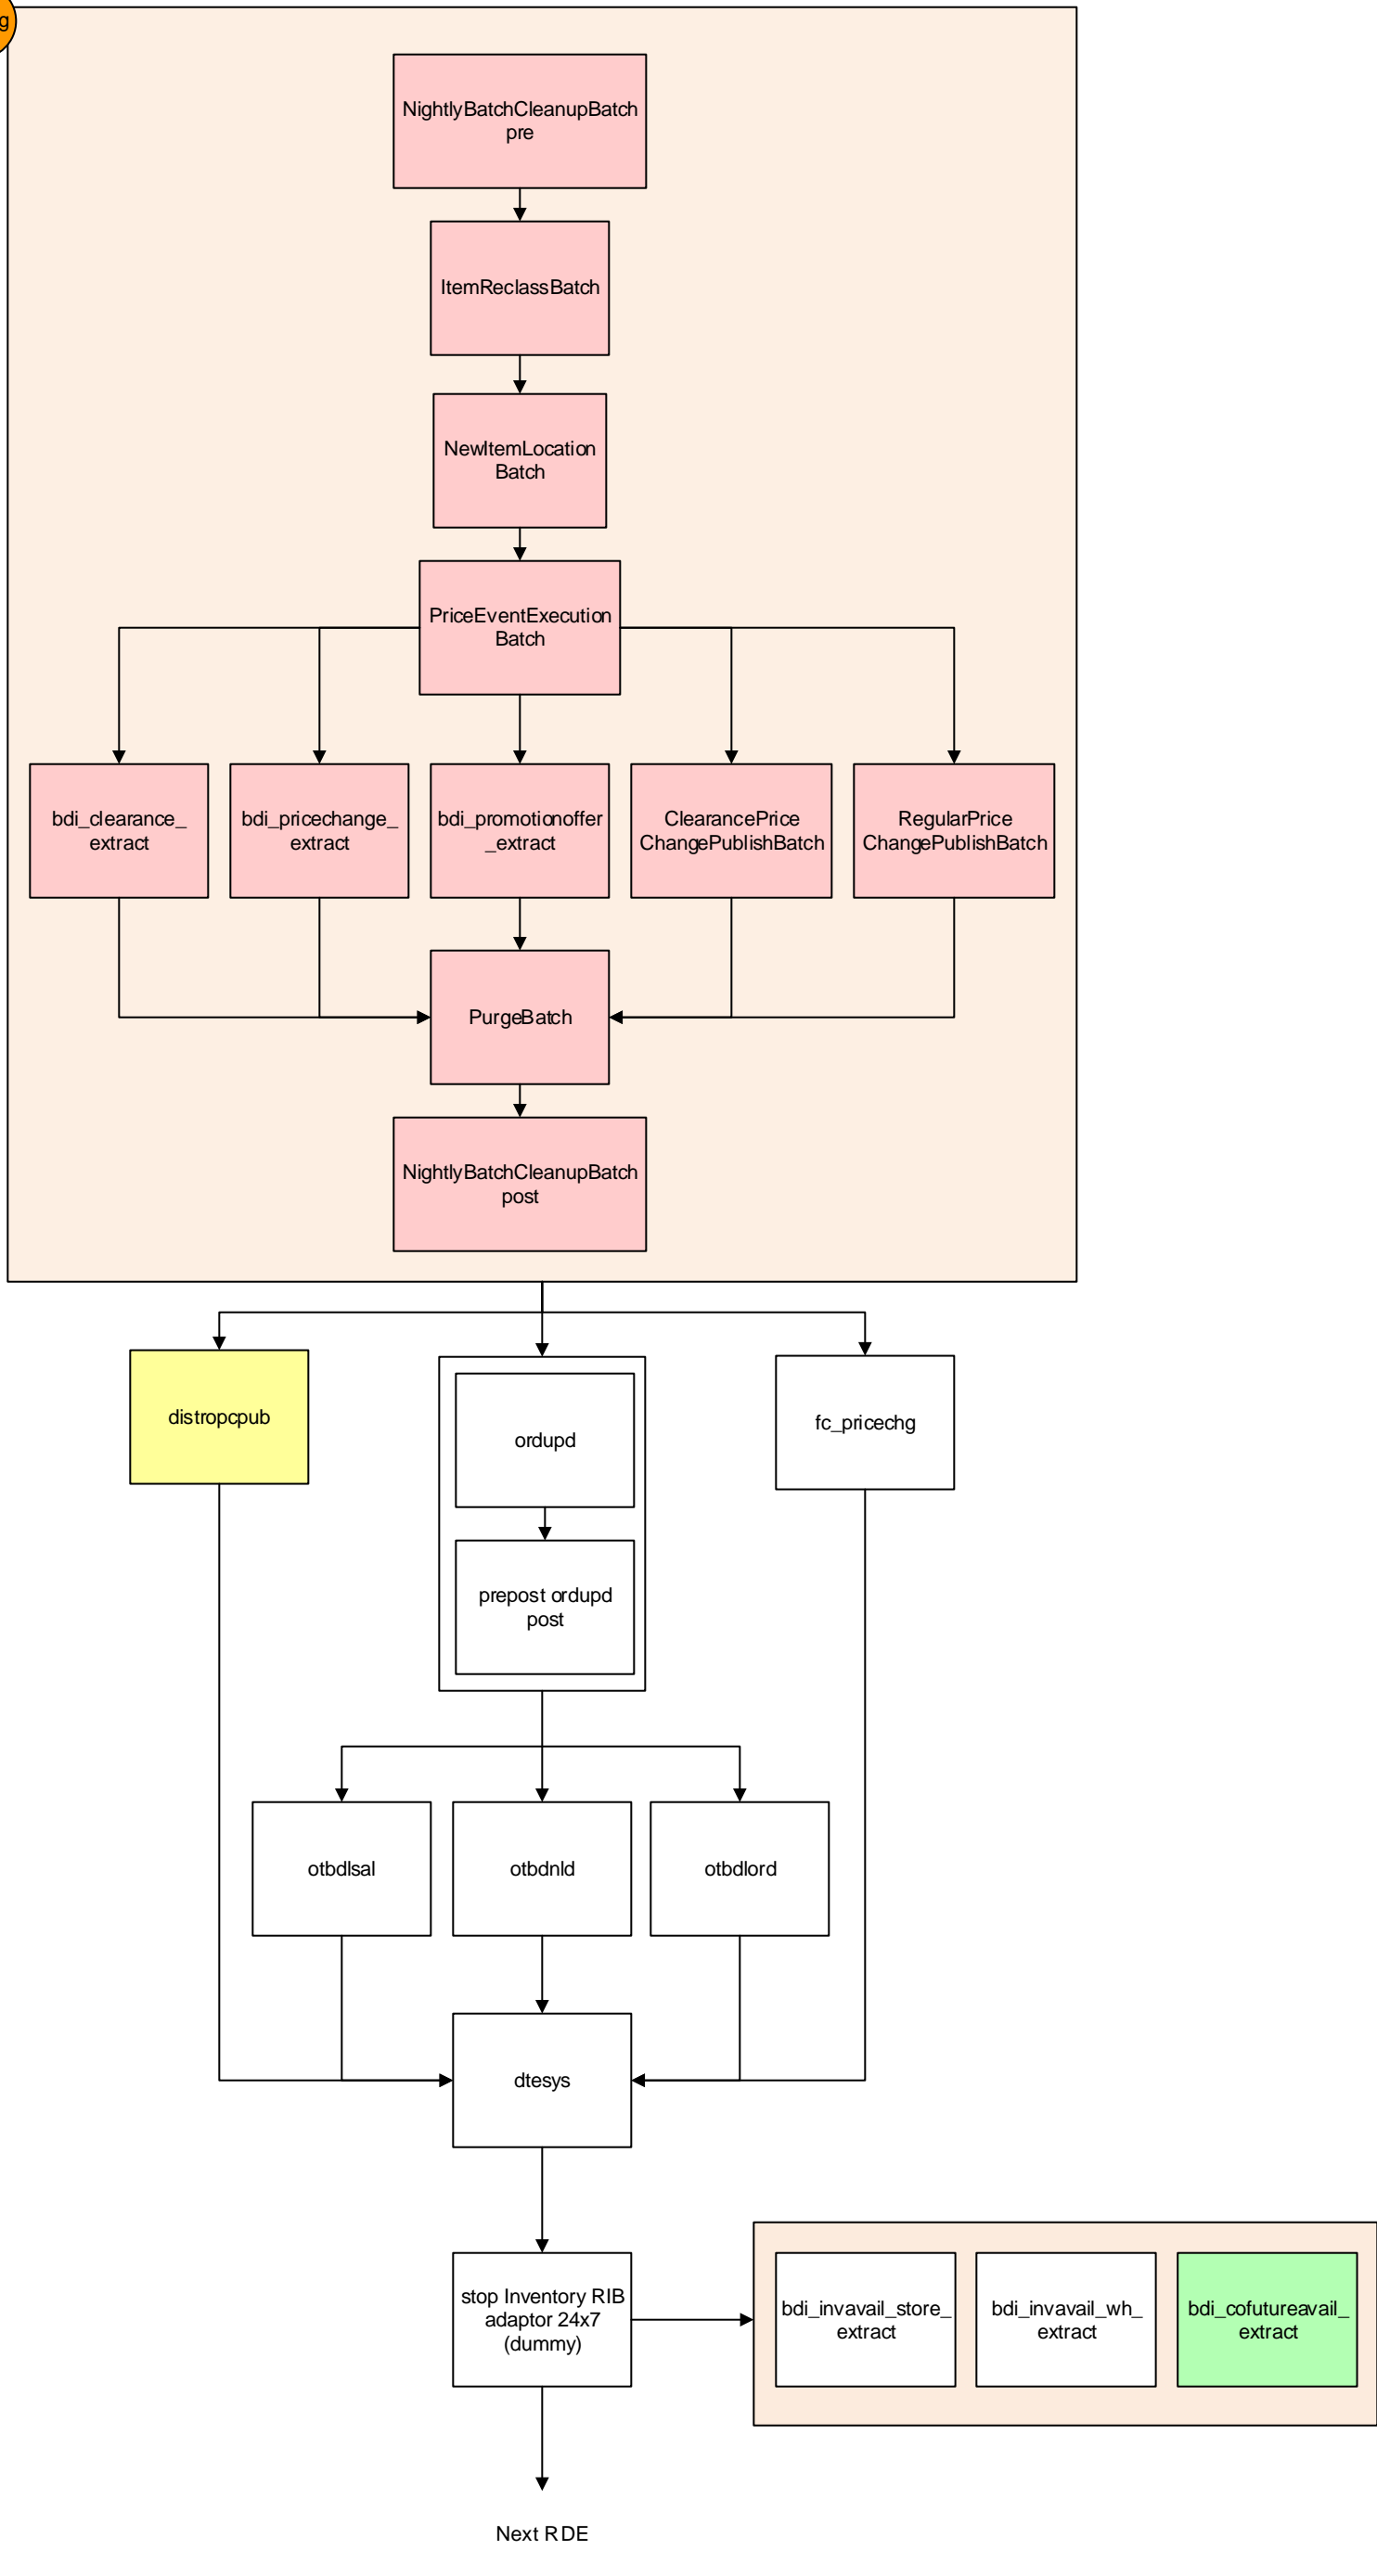 g
NightlyBatchCleanupBatch
pre
ItemReclassBatch
NewItemLocation
Batch
PriceEventExecution
Batch
bdi_clearance_
extract
bdi_pricechange_
extract
bdi_promotionoffer
_extract
ClearancePrice
ChangePublishBatch
RegularPrice
ChangePublishBatch
PurgeBatch
NightlyBatchCleanupBatch
post
distropcpub
ordupd
fc_pricechg
prepost ordupd
post
otbdlsal
otbdnld
otbdlord
dtesys
stop Inventory RIB
adaptor 24x7
(dummy)
bdi_invavail_store_
extract
bdi_invavail_wh_
extract
bdi_cofutureavail_
extract
Next RDE